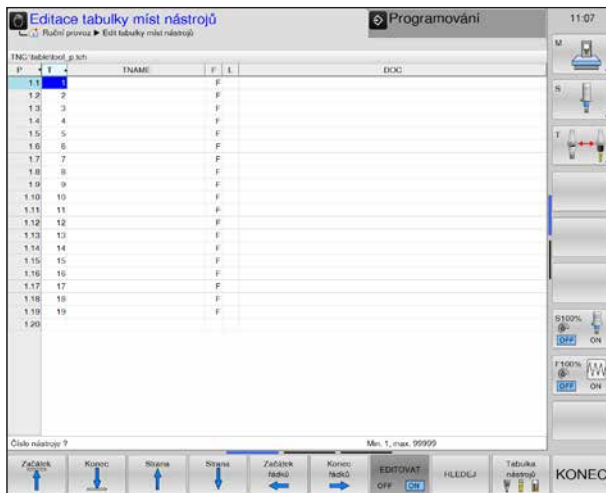 Editace tabulky míst nástrojů
Programování
11:07
Ruční provoz ▶ Edit tabulky míst nástrojů
TNC:\table\tool_p.tch
P T TNAME F L DOC
1.1 1 F
1.2 2 F
1.3 3 F
1.4 4 F
1.5 5 F
1.6 6 F
1.7 7 F
1.8 8 F
1.9 9 F
1.10 10 F
1.11 11 F
1.12 12 F
1.13 13 F
1.14 14 F
1.15 15 F
1.16 16 F
1.17 17 F
1.18 18 F
1.19 19 F
1.20
M
S
T
S100%
OFF ON
F100%
OFF ON
Číslo nástroje ? Min. 1, max. 99999
Začátek
Konec
Strana
Strana
Začátek řádků
Konec řádků
EDITOVAT
OFF ON
HLEDEJ
Tabulka nástrojů
KONEC